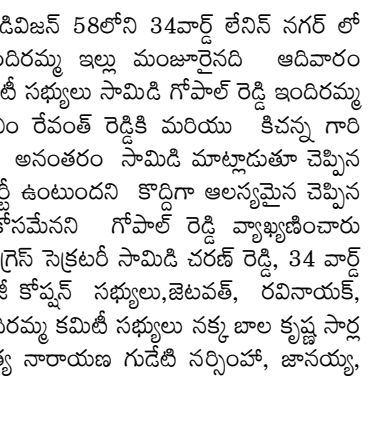 డివిజన్ 58లోని 34వార్డ్ లేనిన్ నగర్ లో
ందిరమ్మ ఇల్లు మంజూరైనది ఆదివారం
టీ సభ్యులు సామిడి గోపాల్ రెడ్డి ఇందిరమ్మ
ఎం రేవంత్ రెడ్డికి మరియు కిచన్న గారి
అనంతరం సామిడి మాట్లాడుతూ చెప్పిన
ర్టీ ఉంటుందని కొద్దిగా ఆలస్యమైన చెప్పిన
కోసమేనని గోపాల్ రెడ్డి వ్యాఖ్యణించారు
గ్రెస్ సెక్రటరీ సామిడి చరణ్ రెడ్డి, 34 వార్డ్
జీ కోప్షన్ సభ్యులు,జెటవత్, రవినాయక్,
ిరమ్మ కమిటీ సభ్యులు నక్క బాల కృష్ణ సార్ల
్య నారాయణ గుడేటి నర్సింహా, జానయ్య,